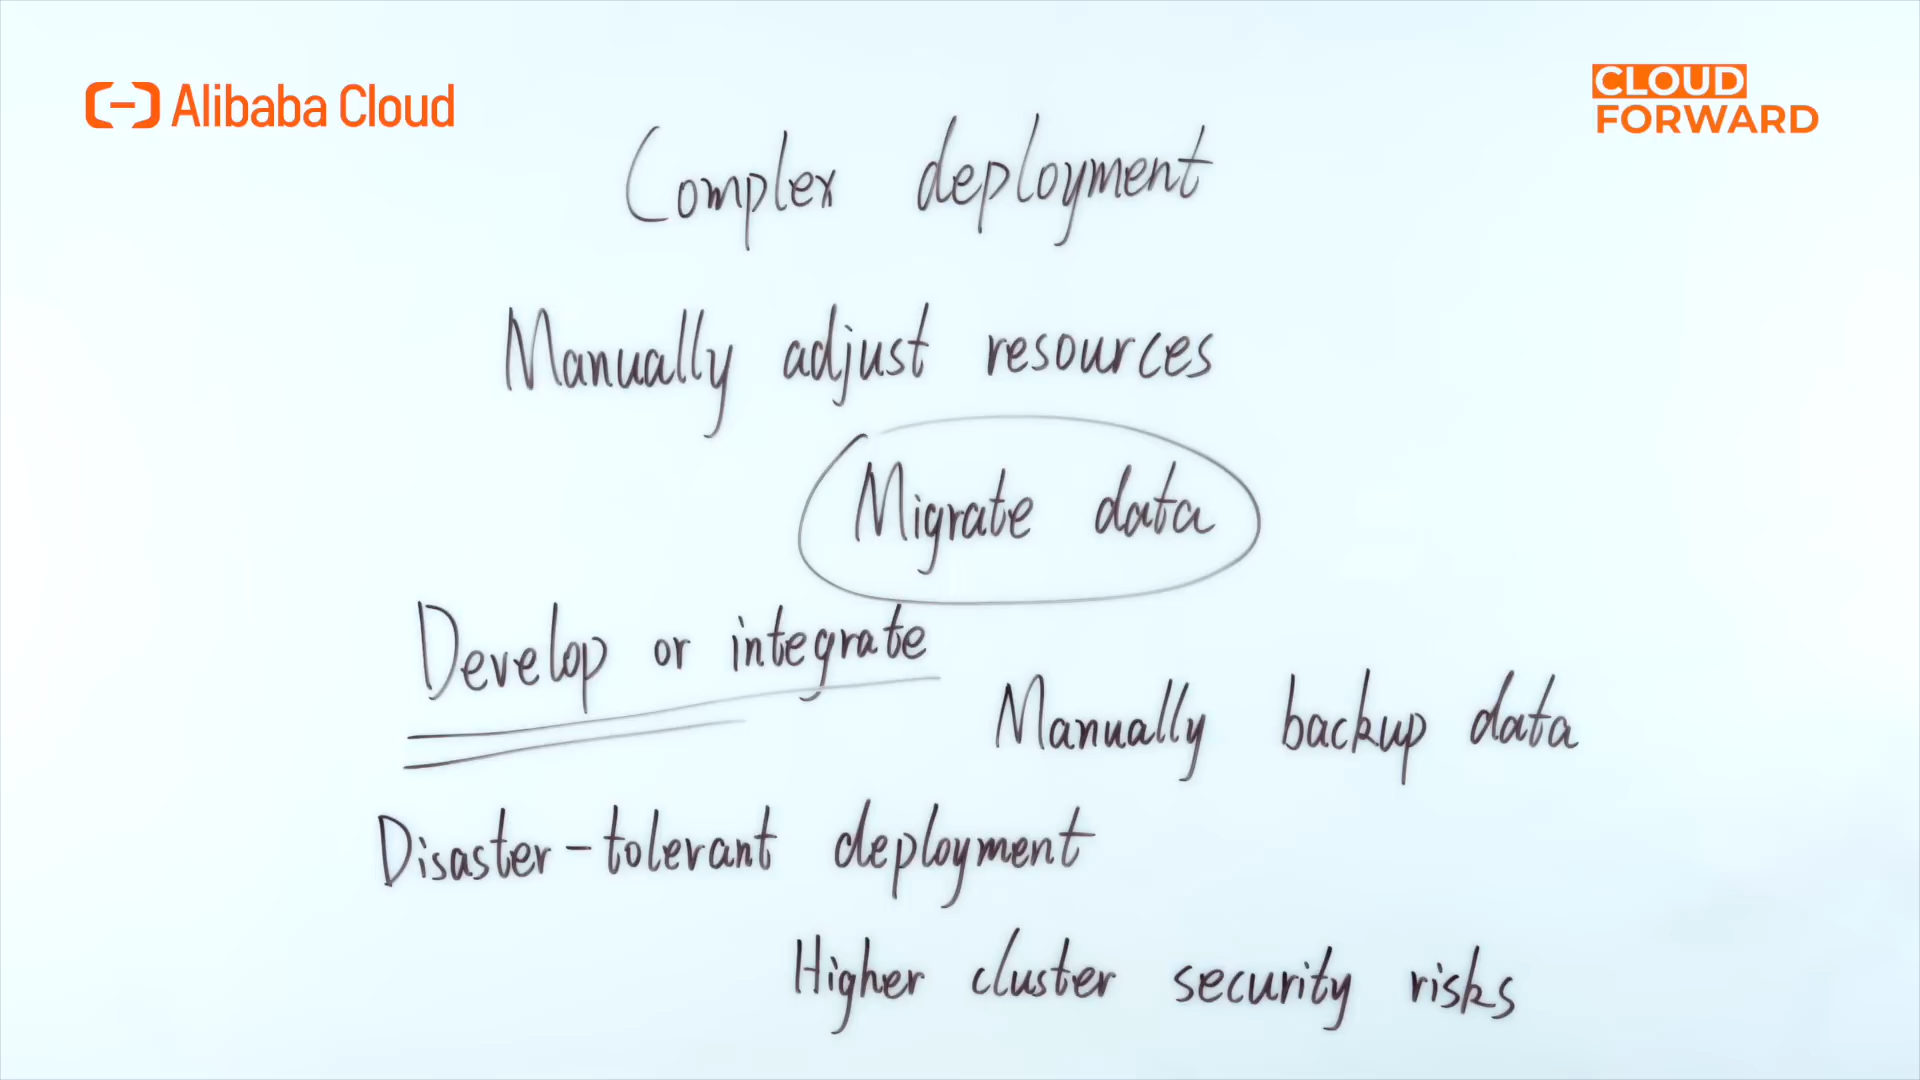 Alibaba Cloud
CLOUD
FORWARD
Complex deployment
Manually adjust resources
Migrate data
Develop or integrate
Manually backup data
Disaster-tolerant deployment
Higher cluster security risks